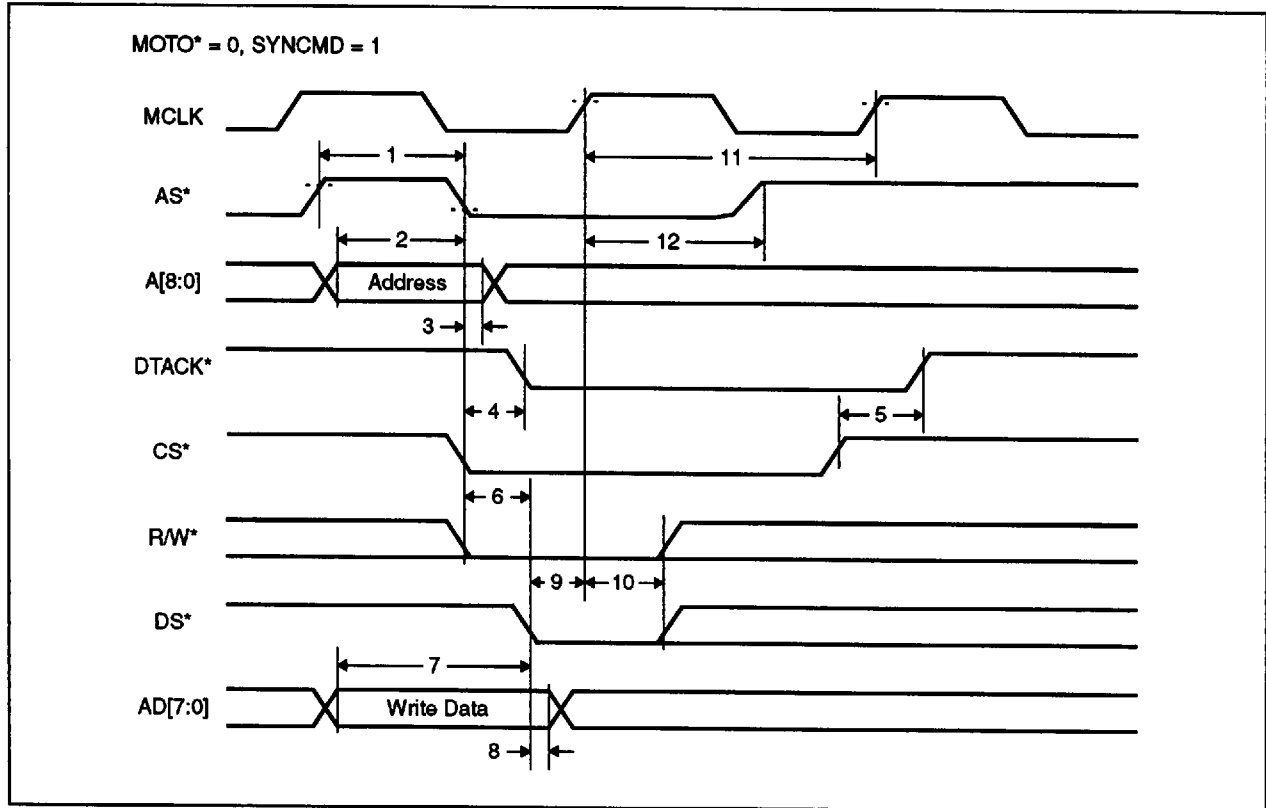 MOTO* = 0, SYNCMD = 1
MCLK
1
11
AS*
2
12
A[8:0]
Address
3
DTACK*
4
5
CS*
6
R/W*
9
10
DS*
7
AD[7:0]
Write Data
8